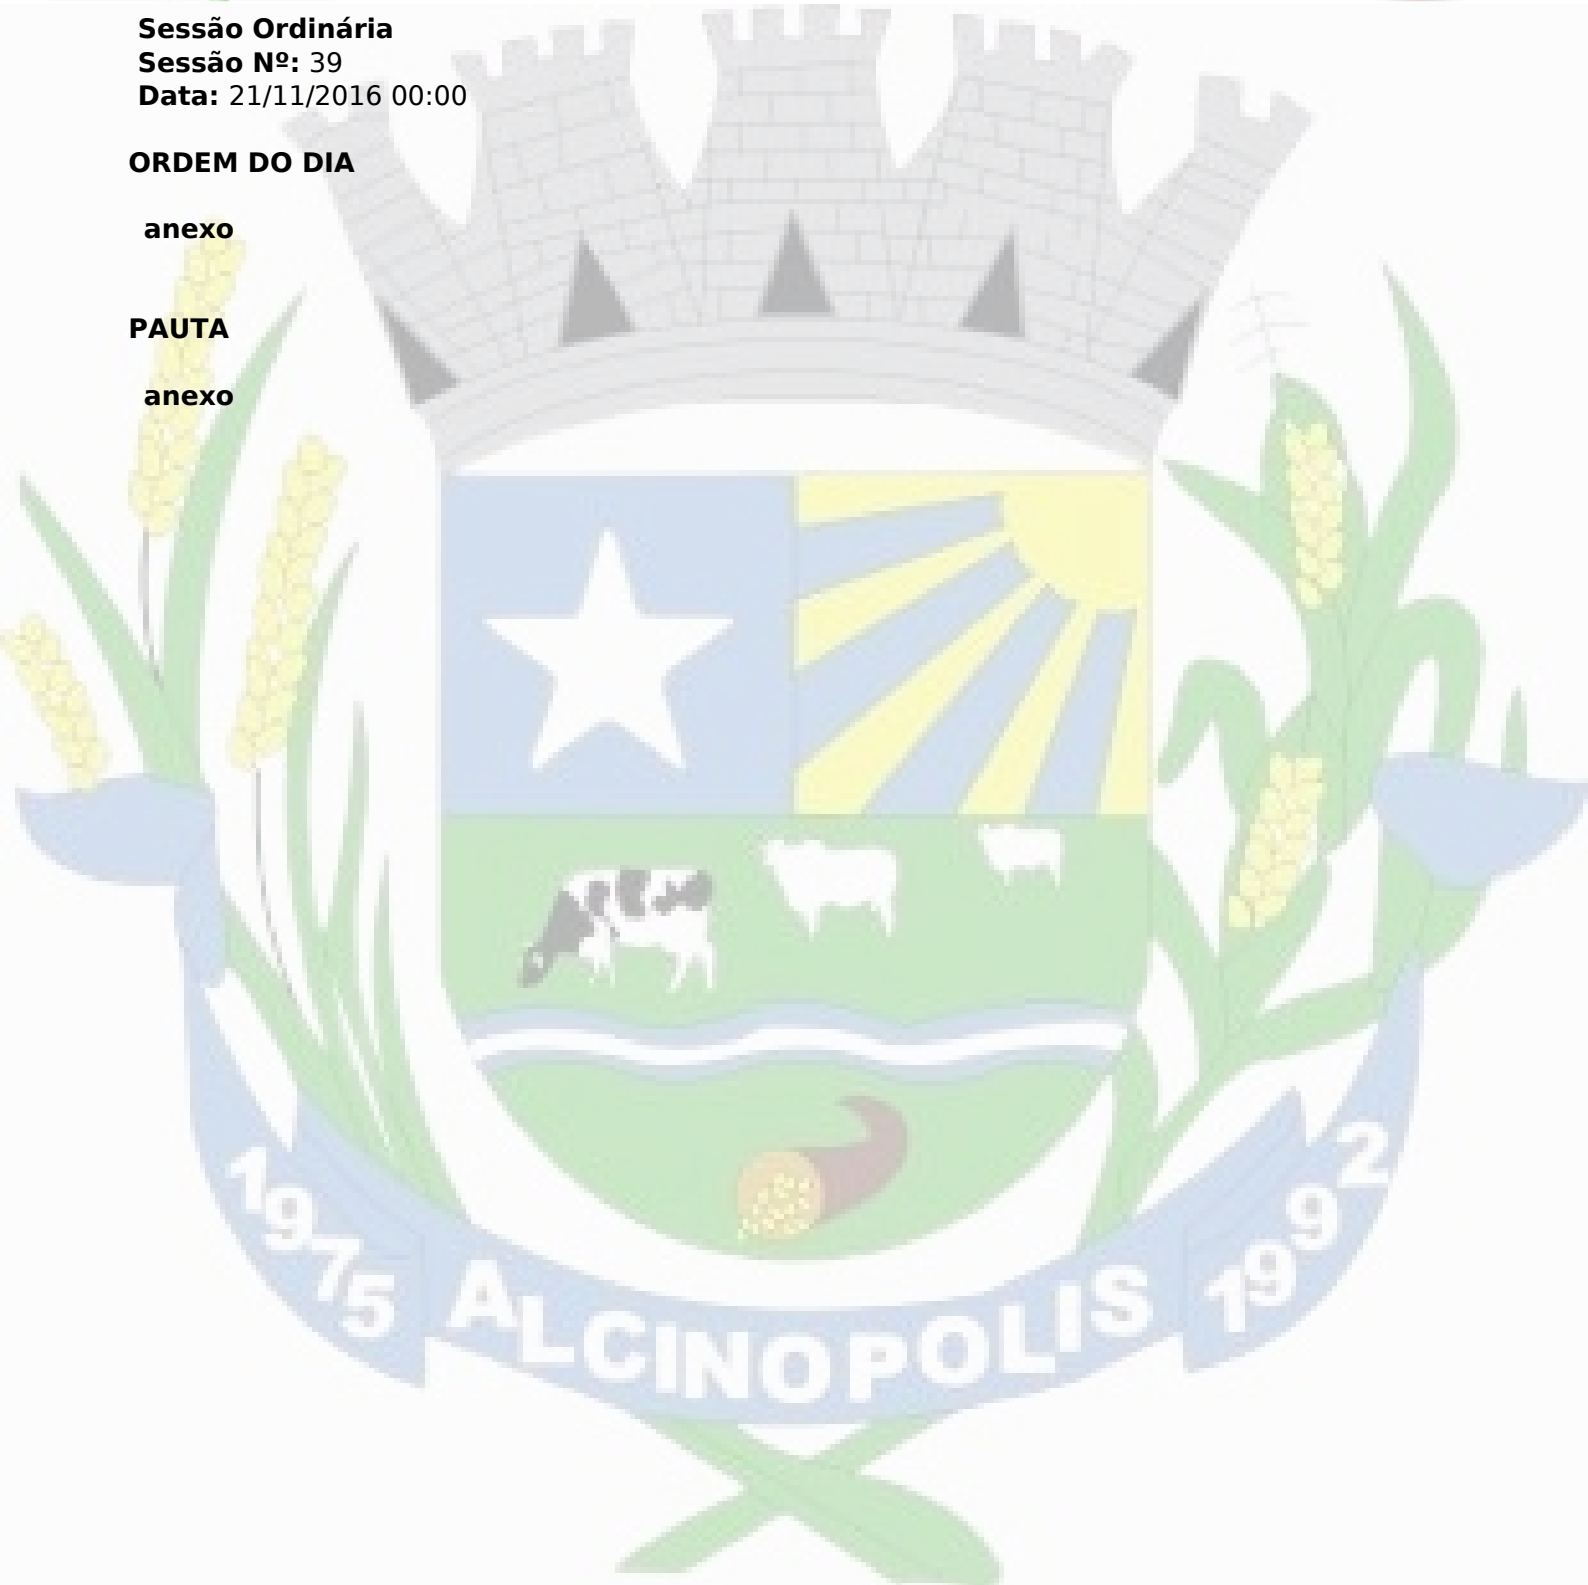 Sessão Ordinária
Sessão Nº: 39
Data: 21/11/2016 00:00
ORDEM DO DIA
anexo
PAUTA
anexo
1975 ALCINOPOLIS 1992